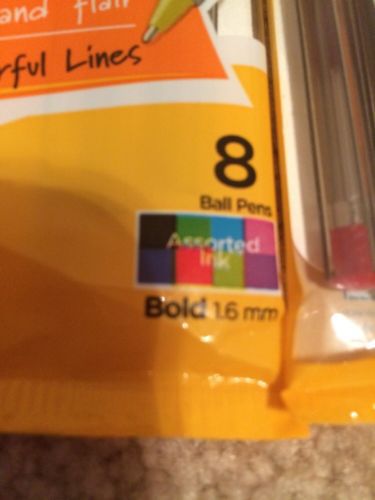 and flair
rful Lines
8
Ball Pens
Assorted
Ink
Bold 1.6 mm